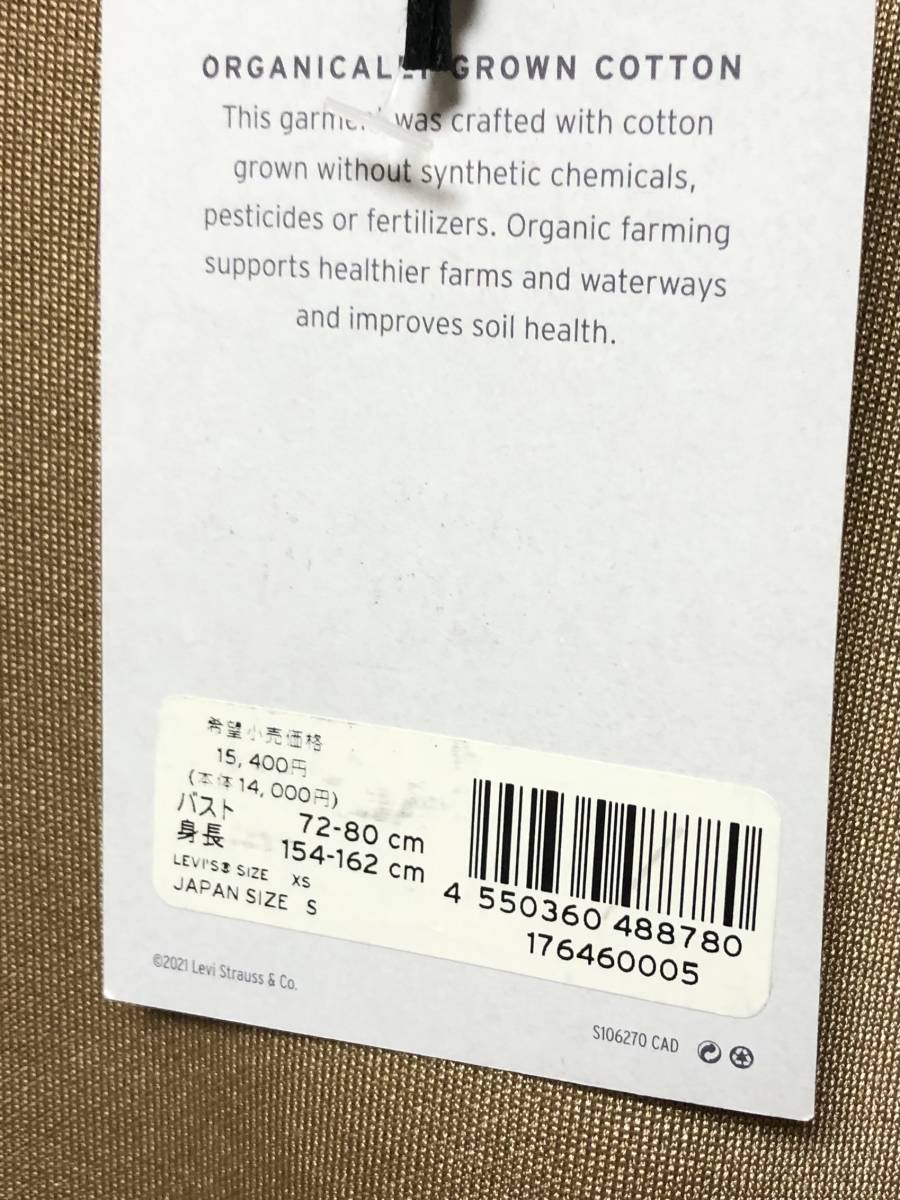 ORGANICALLY GROWN COTTON
This garment was crafted with cotton
grown without synthetic chemicals,
pesticides or fertilizers. Organic farming
supports healthier farms and waterways
and improves soil health.
希望小売価格
15,400円
(本体14,000円)
バスト 72-80 cm
身長 154-162 cm
LEVI'S® SIZE XS
JAPAN SIZE S
4 550360 488780
176460005
©2021 Levi Strauss & Co.
S106270 CAD